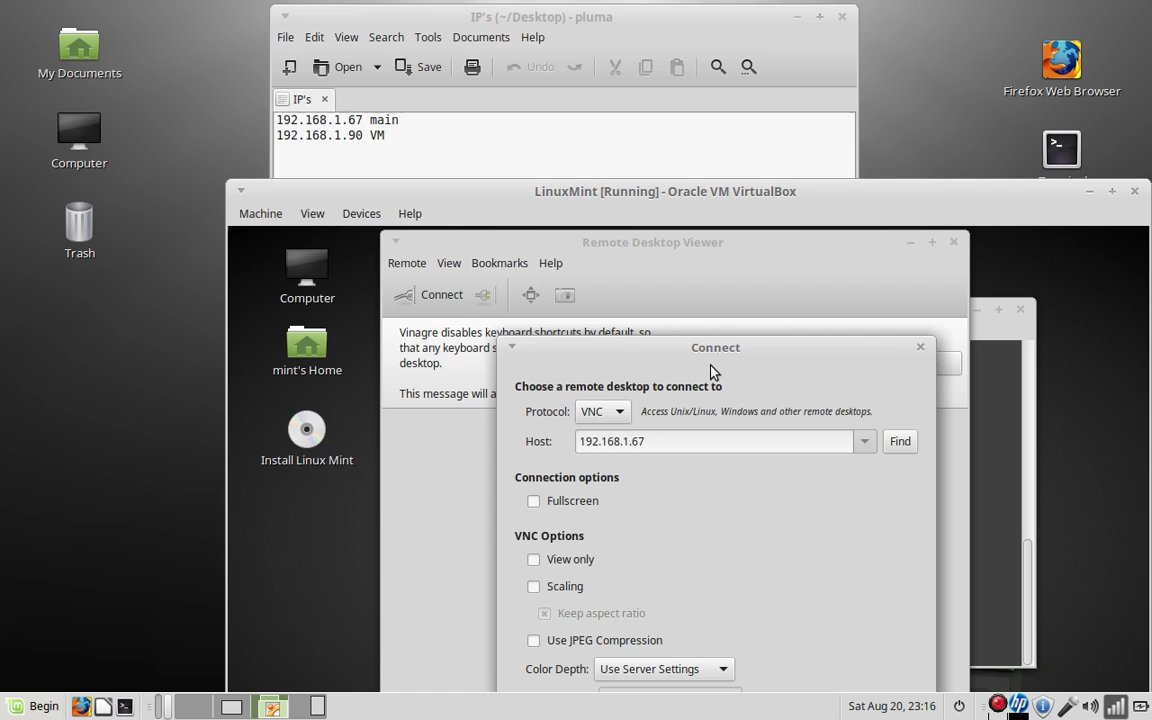 IP's (~/Desktop) - pluma
File Edit View Search Tools Documents Help
Open Save Undo
IP's
192.168.1.67 main
192.168.1.90 VM
My Documents
Computer
Trash
Firefox Web Browser
LinuxMint [Running] - Oracle VM VirtualBox
Machine View Devices Help
Computer
mint's Home
Install Linux Mint
Remote Desktop Viewer
Remote View Bookmarks Help
Connect
Vinagre disables keyboard shortcuts by default, so
that any keyboard s
desktop.
This message will a
Connect
Choose a remote desktop to connect to
Protocol: VNC Access Unix/Linux, Windows and other remote desktops.
Host: 192.168.1.67 Find
Connection options
Fullscreen
VNC Options
View only
Scaling
Keep aspect ratio
Use JPEG Compression
Color Depth: Use Server Settings
Begin
Sat Aug 20, 23:16